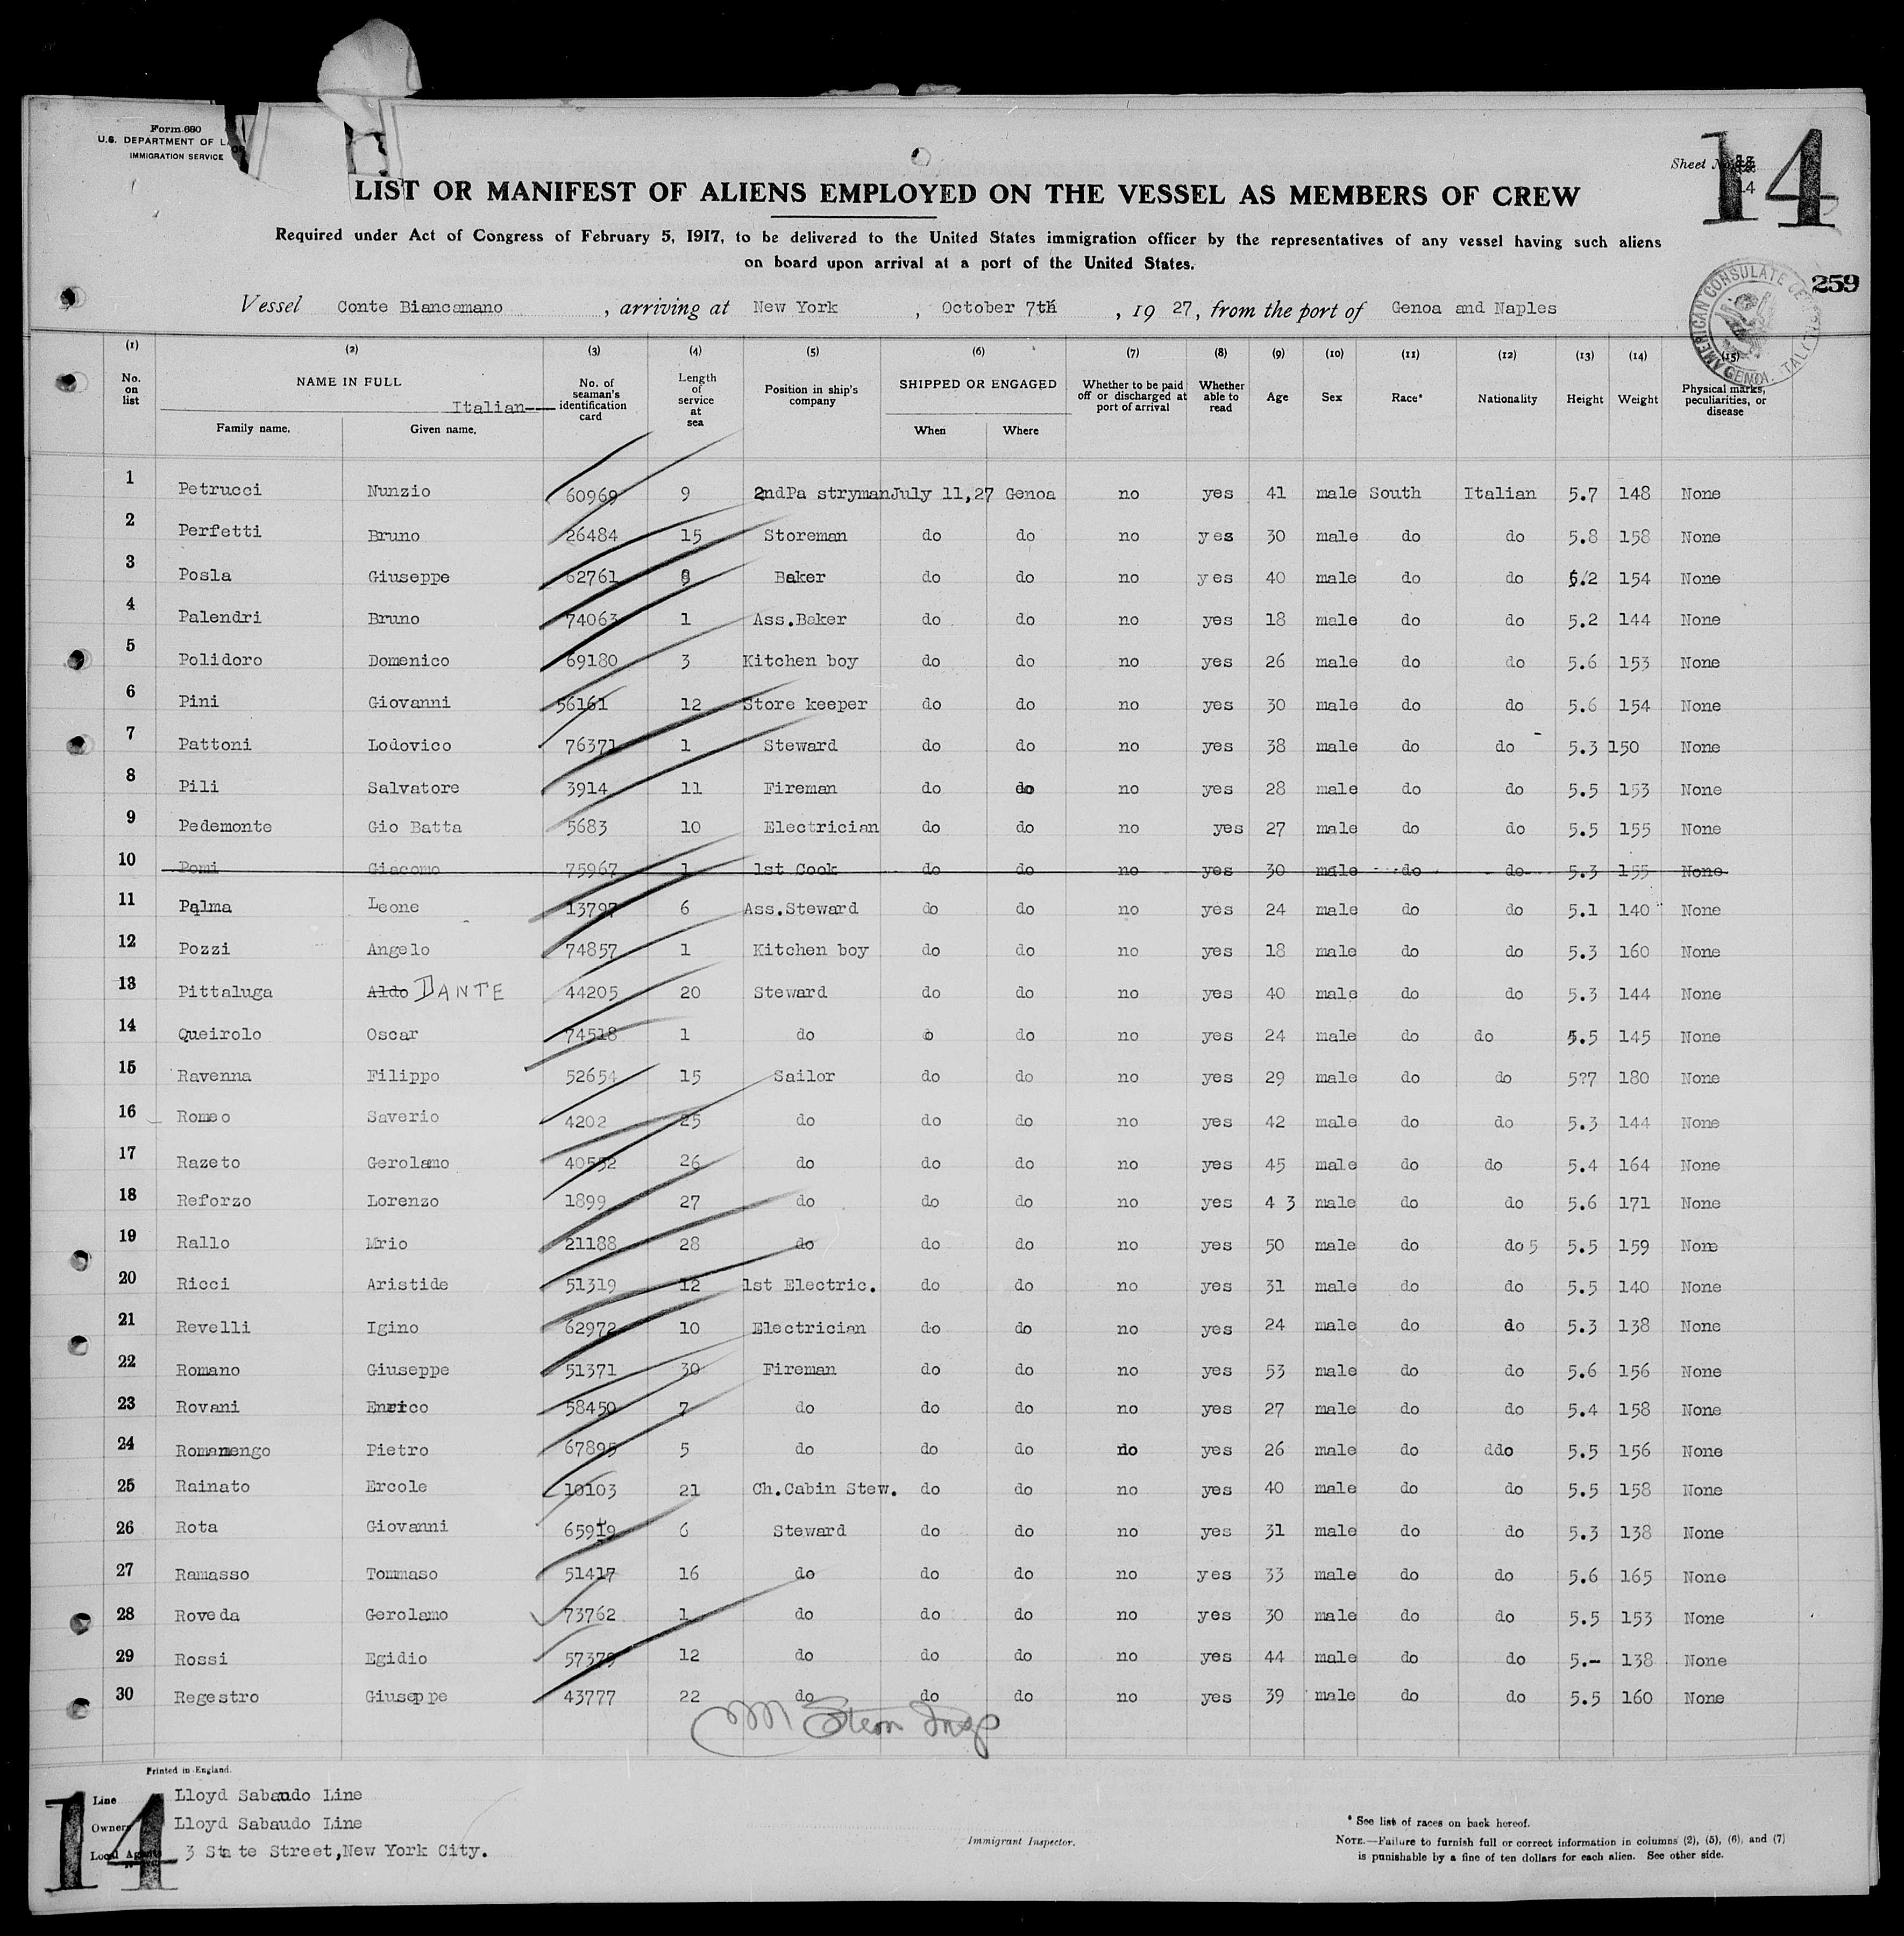 Form 680
U.S. DEPARTMENT OF
IMMIGRATION SERVICE
14
Sheet
14
LIST OR MANIFEST OF ALIENS EMPLOYED ON THE VESSEL AS MEMBERS OF CREW
Required under Act of Congress of February 5, 1917, to be delivered to the United States immigration officer by the representatives of any vessel having such aliens
on board upon arrival at a port of the United States.
AMERICAN CONSULATE GENOA, ITALY
259
Vessel Conte Biancamano , arriving at New York , October 7th , 19 27, from the port of Genoa and Naples
(1) (2) (3) (4) (5) (6) (7) (8) (9) (10) (11) (12) (13) (14) (15)
No. on list NAME IN FULL No. of seaman's identification card Length of service at sea Position in ship's company SHIPPED OR ENGAGED Whether to be paid off or discharged at port of arrival Whether able to read Age Sex Race* Nationality Height Weight Physical marks, peculiarities, or disease
Italian
Family name. Given name. When Where
1 Petrucci Nunzio 60969 9 2ndPa stryman July 11,27 Genoa no yes 41 male South Italian 5.7 148 None
2 Perfetti Bruno 26484 15 Storeman do do no yes 30 male do do 5.8 158 None
3 Posla Giuseppe 62761 Baker do do no yes 40 male do do 5.2 154 None
4 Palendri Bruno 74063 1 Ass.Baker do do no yes 18 male do do 5.2 144 None
5 Polidoro Domenico 69180 3 Kitchen boy do do no yes 26 male do do 5.6 153 None
6 Pini Giovanni 56161 12 Store keeper do do no yes 30 male do do 5.6 154 None
7 Pattoni Lodovico 76371 1 Steward do do no yes 38 male do do 5.3 150 None
8 Pili Salvatore 3914 11 Fireman do do no yes 28 male do do 5.5 153 None
9 Pedemonte Gio Batta 5683 10 Electrician do do no yes 27 male do do 5.5 155 None
10 Pomi Giacomo 75967 1 1st Cook do do no yes 30 male do do 5.3 155 None
11 Palma Leone 13797 6 Ass.Steward do do no yes 24 male do do 5.1 140 None
12 Pozzi Angelo 74857 1 Kitchen boy do do no yes 18 male do do 5.3 160 None
13 Pittaluga Aldo DANTE 44205 20 Steward do do no yes 40 male do do 5.3 144 None
14 Queirolo Oscar 74518 1 do o do no yes 24 male do do 5.5 145 None
15 Ravenna Filippo 52654 15 Sailor do do no yes 29 male do do 5?7 180 None
16 Romeo Saverio 4202 25 do do do no yes 42 male do do 5.3 144 None
17 Razeto Gerolamo 40552 26 do do do no yes 45 male do do 5.4 164 None
18 Reforzo Lorenzo 1899 27 do do do no yes 4 3 male do do 5.6 171 None
19 Rallo Mrio 21188 28 do do do no yes 50 male do do 5 5.5 159 None
20 Ricci Aristide 51319 12 1st Electric. do do no yes 31 male do do 5.5 140 None
21 Revelli Igino 62972 10 Electrician do do no yes 24 male do do 5.3 138 None
22 Romano Giuseppe 51371 30 Fireman do do no yes 53 male do do 5.6 156 None
23 Rovani Enrico 58450 7 do do do no yes 27 male do do 5.4 158 None
24 Romanengo Pietro 67895 5 do do do no yes 26 male do ddo 5.5 156 None
25 Rainato Ercole 10103 21 Ch.Cabin Stew. do do no yes 40 male do do 5.5 158 None
26 Rota Giovanni 65919 6 Steward do do no yes 31 male do do 5.3 138 None
27 Ramasso Tommaso 51417 16 do do do no yes 33 male do do 5.6 165 None
28 Roveda Gerolamo 73762 1 do do do no yes 30 male do do 5.5 153 None
29 Rossi Egidio 57379 12 do do do no yes 44 male do do 5.- 138 None
30 Regestro Giuseppe 43777 22 do do do no yes 39 male do do 5.5 160 None
M Stern Insp
Printed in England.
14
Line Lloyd Sabaudo Line
Owners Lloyd Sabaudo Line
Local Agents 3 State Street,New York City.
Immigrant Inspector.
* See list of races on back hereof.
NOTE.—Failure to furnish full or correct information in columns (2), (5), (6), and (7)
is punishable by a fine of ten dollars for each alien. See other side.